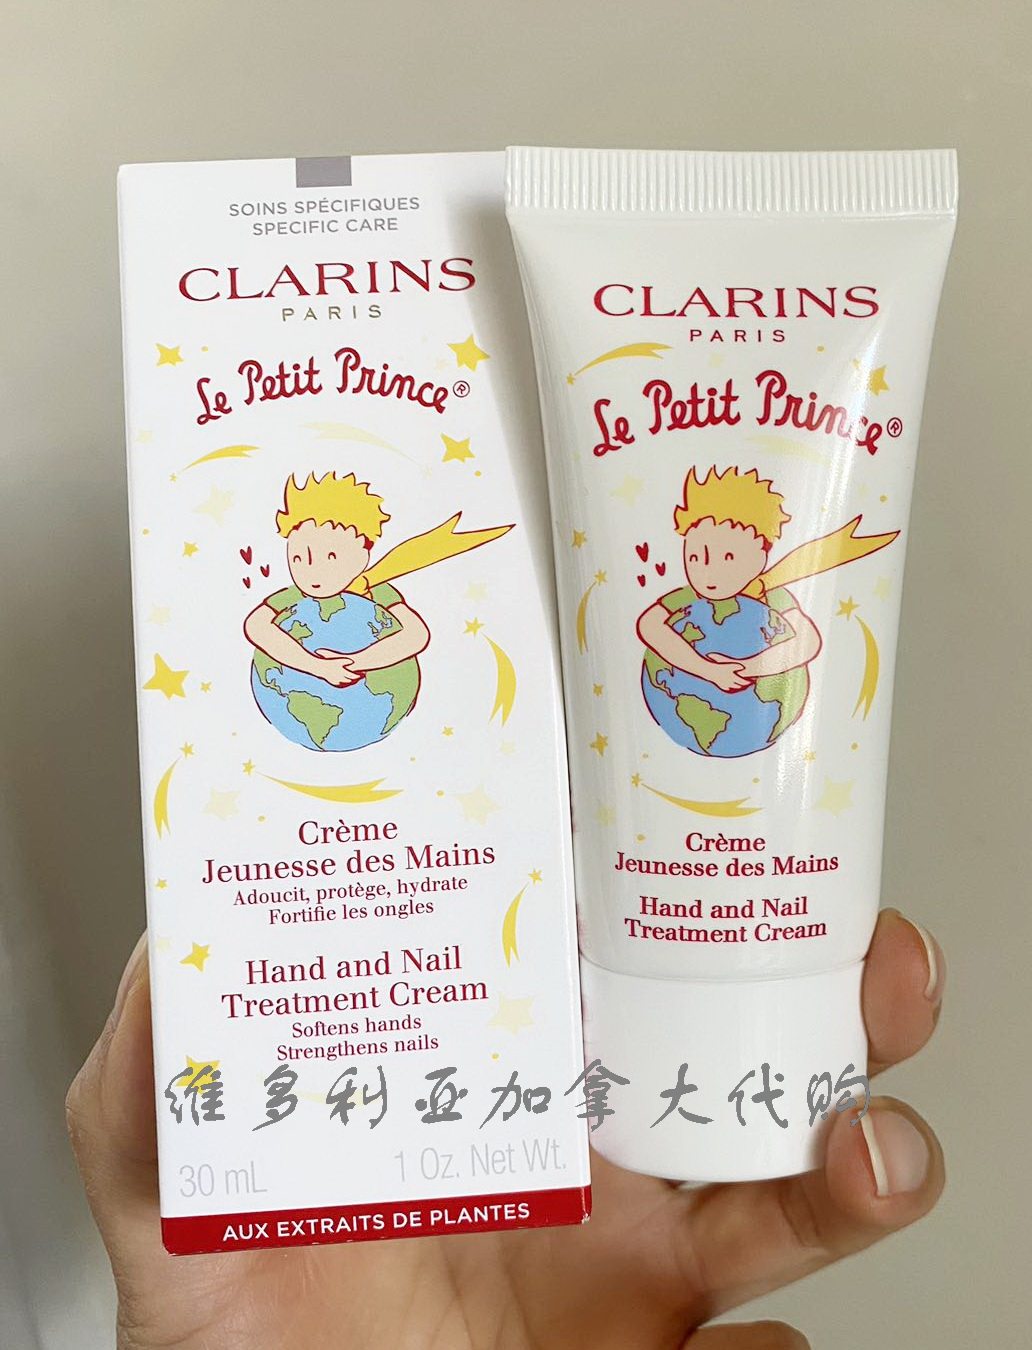 SOINS SPÉCIFIQUES
SPECIFIC CARE
CLARINS
PARIS
Le Petit Prince®
Crème
Jeunesse des Mains
Adoucit, protège, hydrate
Fortifie les ongles
Hand and Nail
Treatment Cream
Softens hands
Strengthens nails
30 mL
1 Oz. Net Wt.
AUX EXTRAITS DE PLANTES
CLARINS
PARIS
Le Petit Prince®
Crème
Jeunesse des Mains
Hand and Nail
Treatment Cream
维多利亚加拿大代购